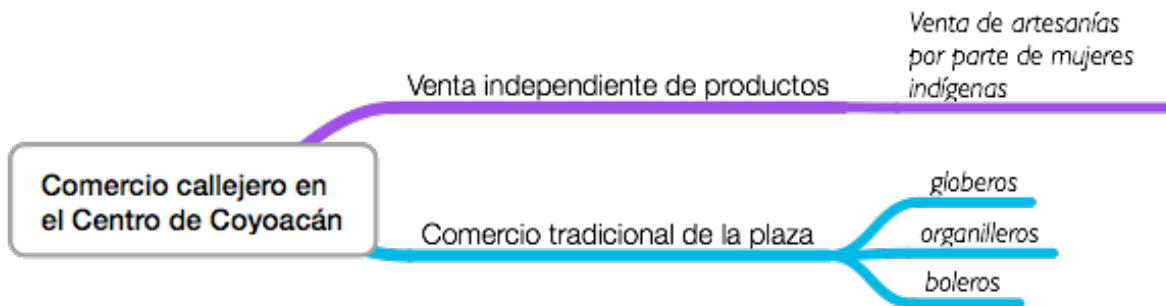 Comercio callejero en
el Centro de Coyoacán
Venta independiente de productos
Venta de artesanías
por parte de mujeres
indígenas
Comercio tradicional de la plaza
globeros
organilleros
boleros